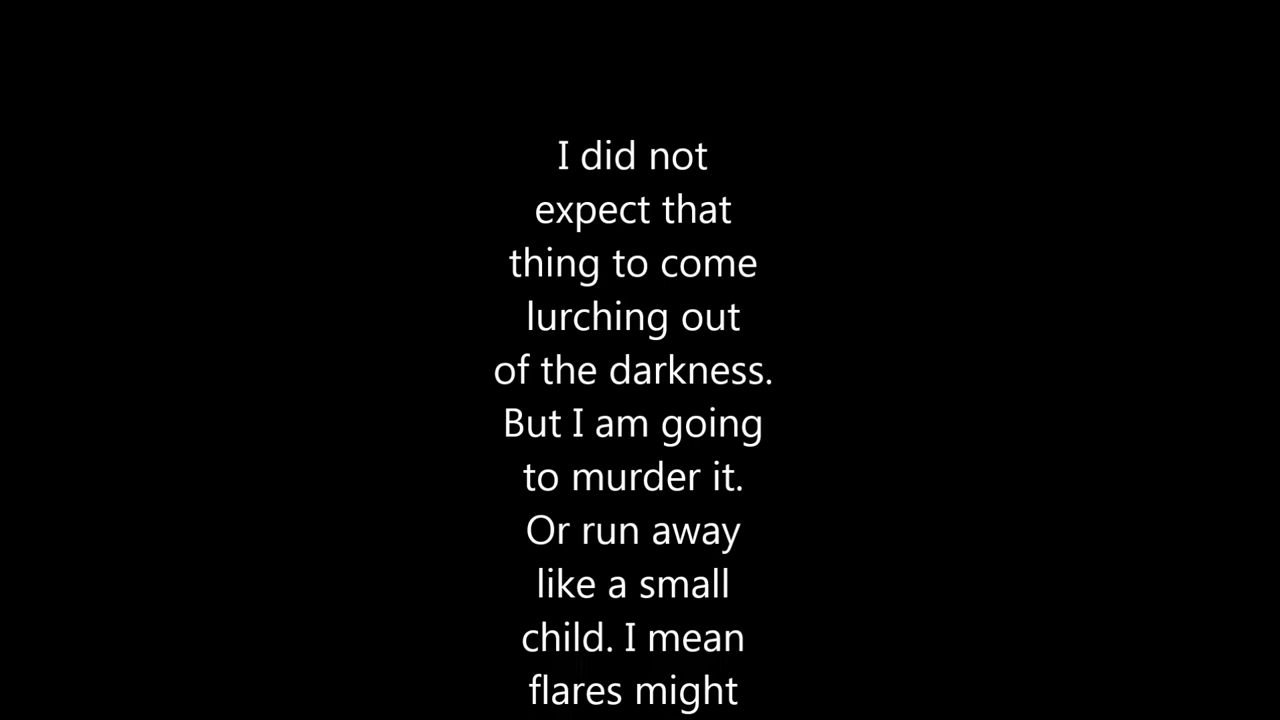 I did not
expect that
thing to come
lurching out
of the darkness.
But I am going
to murder it.
Or run away
like a small
child. I mean
flares might